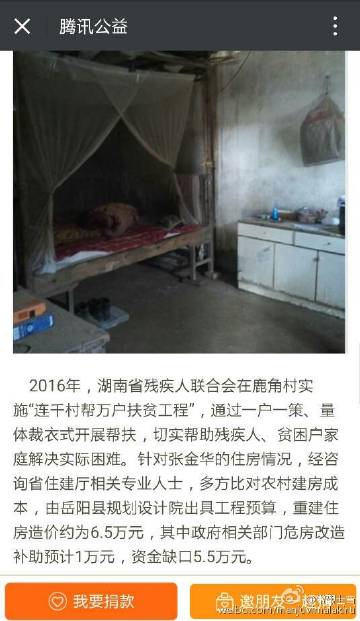 腾讯公益
2016年，湖南省残疾人联合会在鹿角村实
施“连千村帮万户扶贫工程”，通过一户一策、量
体裁衣式开展帮扶，切实帮助残疾人、贫困户家
庭解决实际困难。针对张金华的住房情况，经咨
询省住建厅相关专业人士，多方比对农村建房成
本，由岳阳县规划设计院出具工程预算，重建住
房造价约为6.5万元，其中政府相关部门危房改造
补助预计1万元，资金缺口5.5万元。
我要捐款
邀朋友一起捐